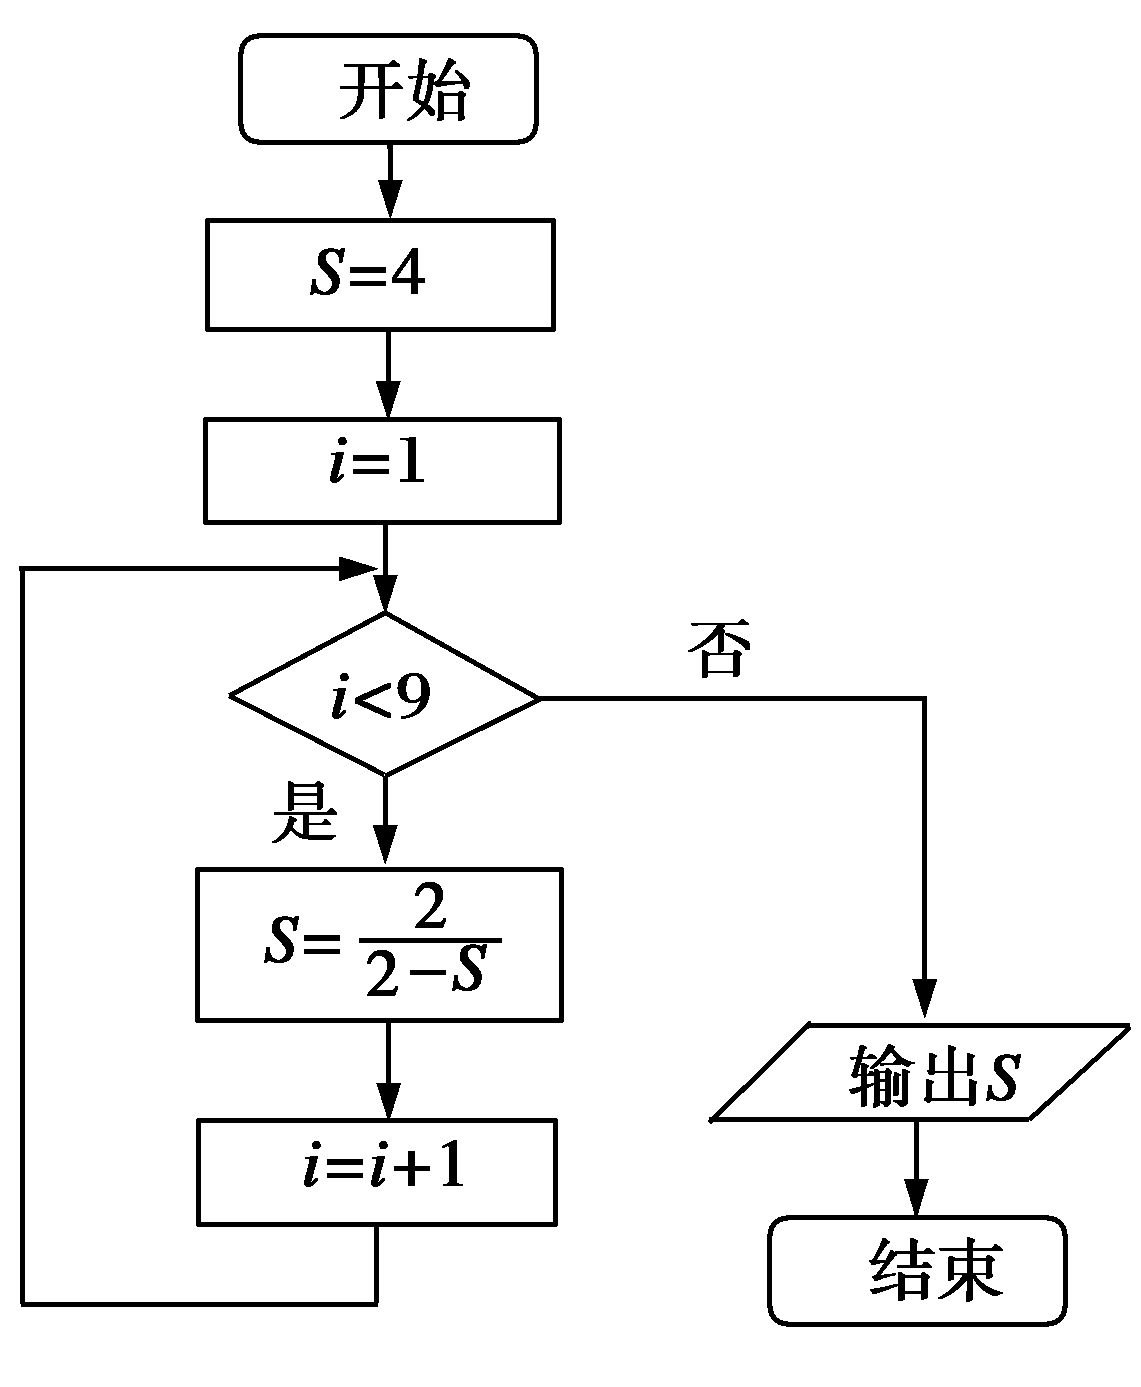 开始
S=4
i=1
i<9
否
是
S=2/(2-S)
i=i+1
输出S
结束